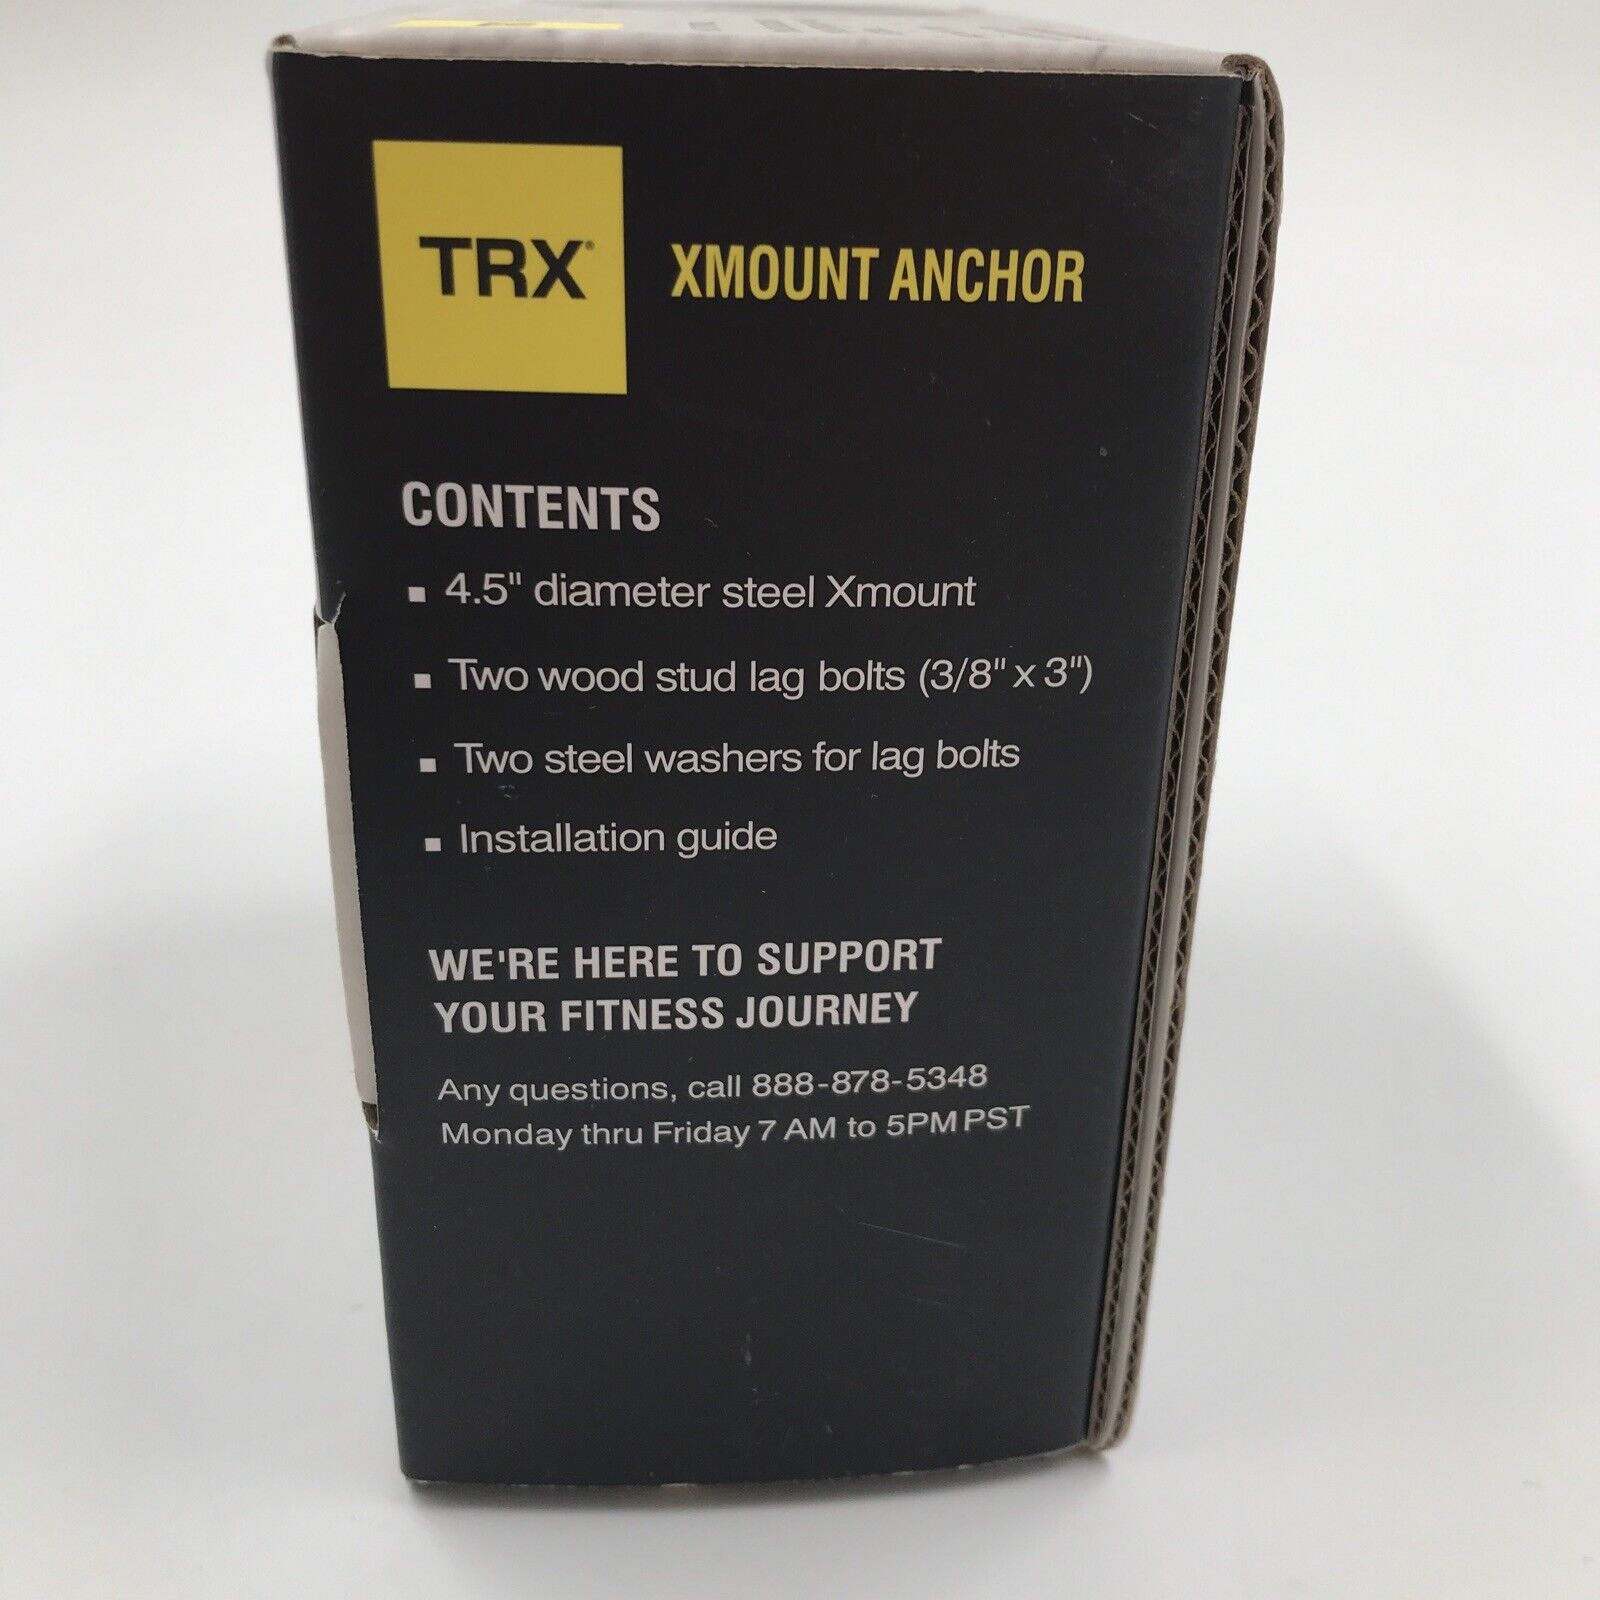 TRX®
XMOUNT ANCHOR
CONTENTS
▪ 4.5" diameter steel Xmount
▪ Two wood stud lag bolts (3/8" x 3")
▪ Two steel washers for lag bolts
▪ Installation guide
WE'RE HERE TO SUPPORT
YOUR FITNESS JOURNEY
Any questions, call 888-878-5348
Monday thru Friday 7 AM to 5PM PST